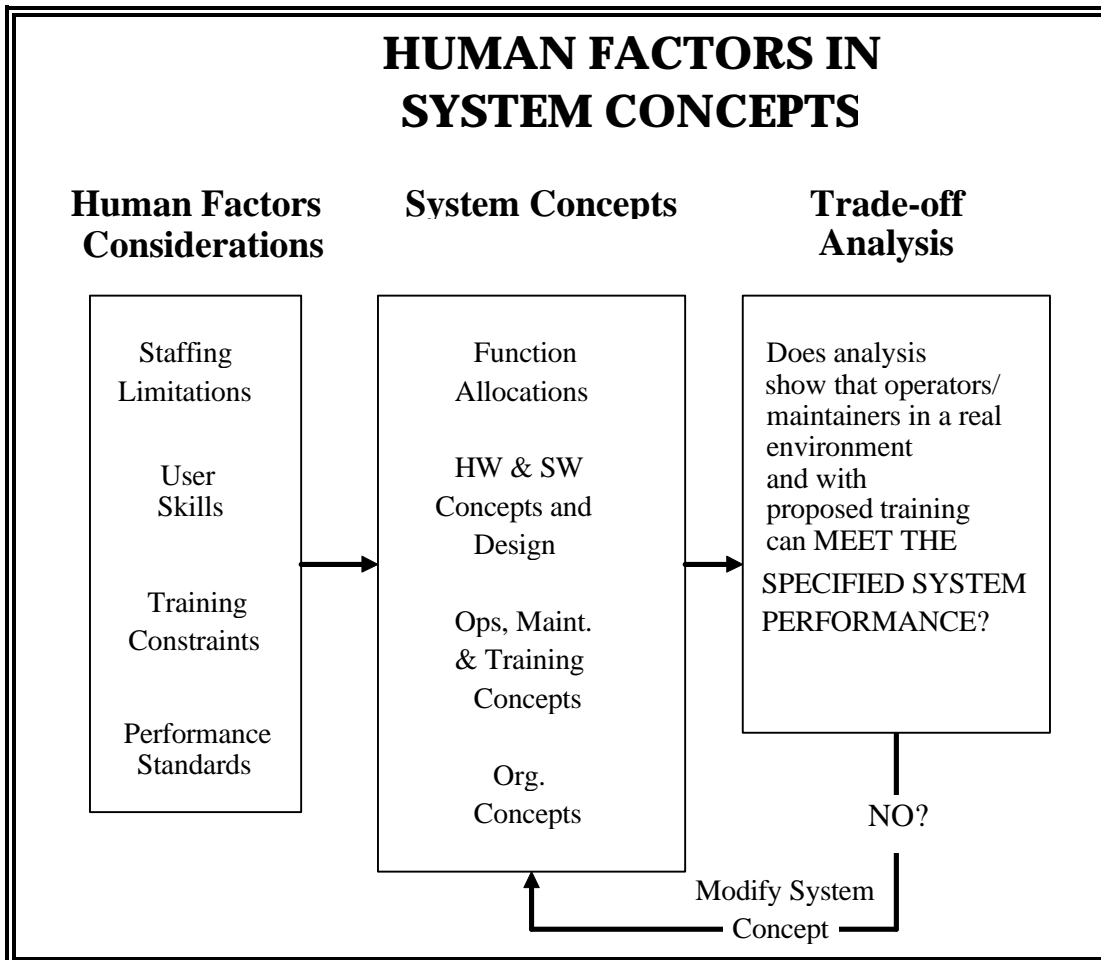 HUMAN FACTORS IN
SYSTEM CONCEPTS
Human Factors
Considerations
System Concepts
Trade-off
Analysis
Staffing
Limitations
User
Skills
Training
Constraints
Performance
Standards
Function
Allocations
HW & SW
Concepts and
Design
Ops, Maint.
& Training
Concepts
Org.
Concepts
Does analysis
show that operators/
maintainers in a real
environment
and with
proposed training
can MEET THE
SPECIFIED SYSTEM
PERFORMANCE?
NO?
Modify System
Concept